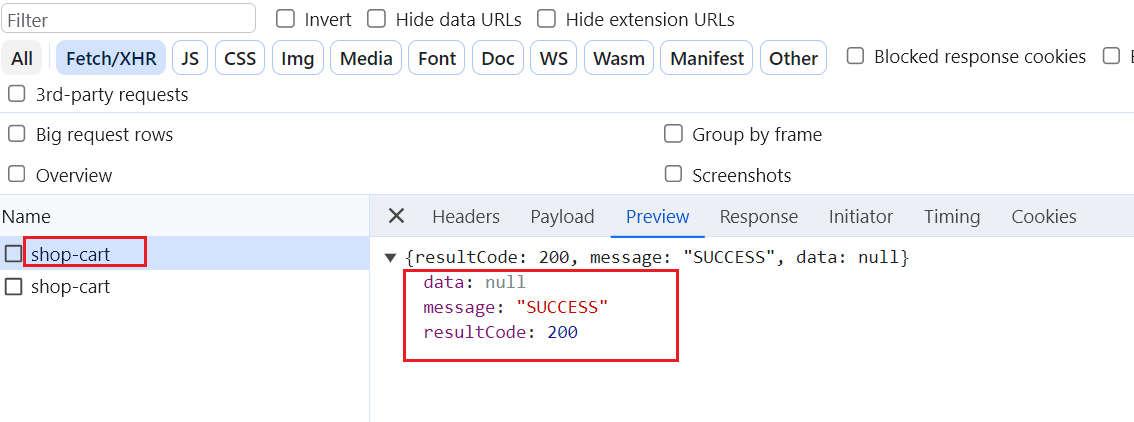 Filter Invert Hide data URLs Hide extension URLs
All Fetch/XHR JS CSS Img Media Font Doc WS Wasm Manifest Other Blocked response cookies
3rd-party requests
Big request rows Group by frame
Overview Screenshots
Name Headers Payload Preview Response Initiator Timing Cookies
shop-cart {resultCode: 200, message: "SUCCESS", data: null}
shop-cart data: null
message: "SUCCESS"
resultCode: 200